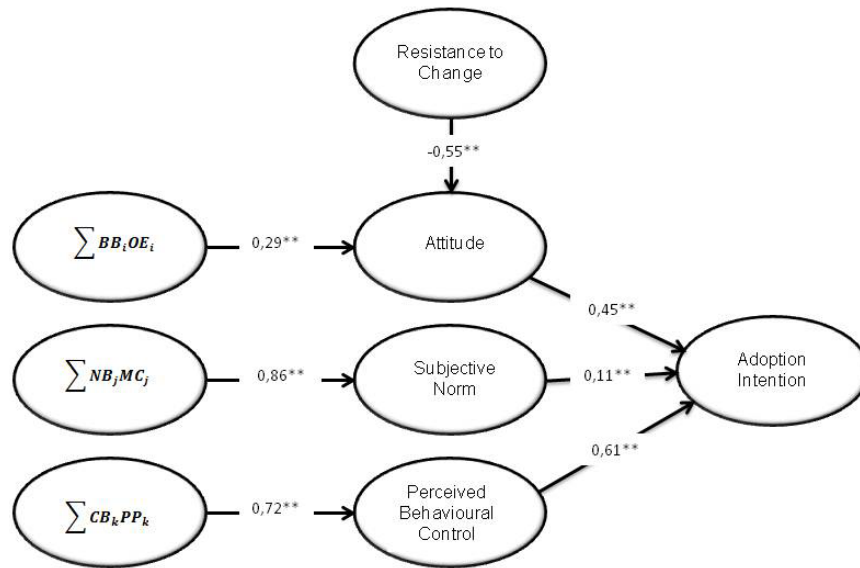 Resistance to
Change
-0,55**
∑ BBᵢOEᵢ
0,29**
Attitude
0,45**
∑ NBⱼMCⱼ
0,86**
Subjective
Norm
0,11**
Adoption
Intention
0,61**
∑ CBₖPPₖ
0,72**
Perceived
Behavioural
Control